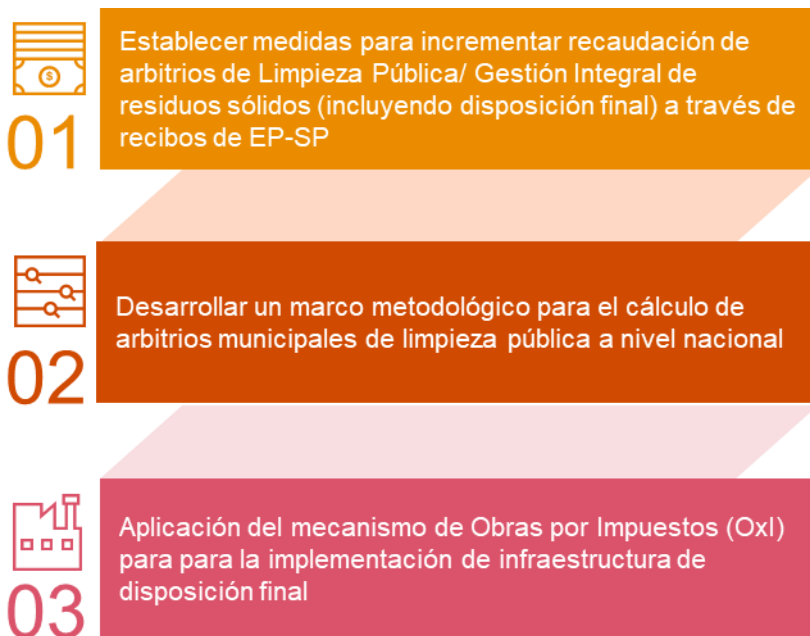 Establecer medidas para incrementar recaudación de
arbitrios de Limpieza Pública/ Gestión Integral de
residuos sólidos (incluyendo disposición final) a través de
recibos de EP-SP
01
Desarrollar un marco metodológico para el cálculo de
arbitrios municipales de limpieza pública a nivel nacional
02
Aplicación del mecanismo de Obras por Impuestos (OxI)
para para la implementación de infraestructura de
disposición final
03